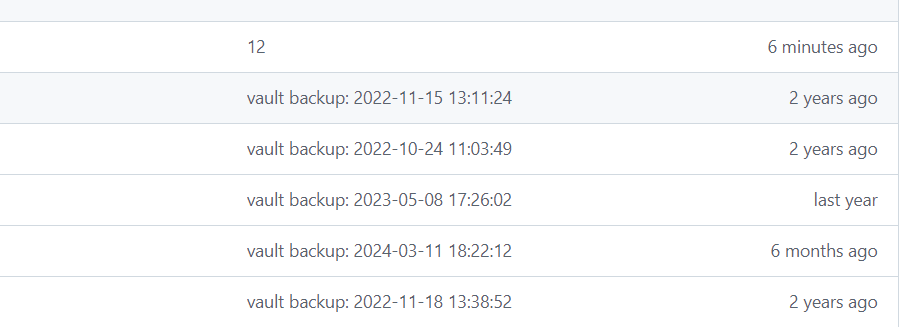 12 6 minutes ago
vault backup: 2022-11-15 13:11:24 2 years ago
vault backup: 2022-10-24 11:03:49 2 years ago
vault backup: 2023-05-08 17:26:02 last year
vault backup: 2024-03-11 18:22:12 6 months ago
vault backup: 2022-11-18 13:38:52 2 years ago